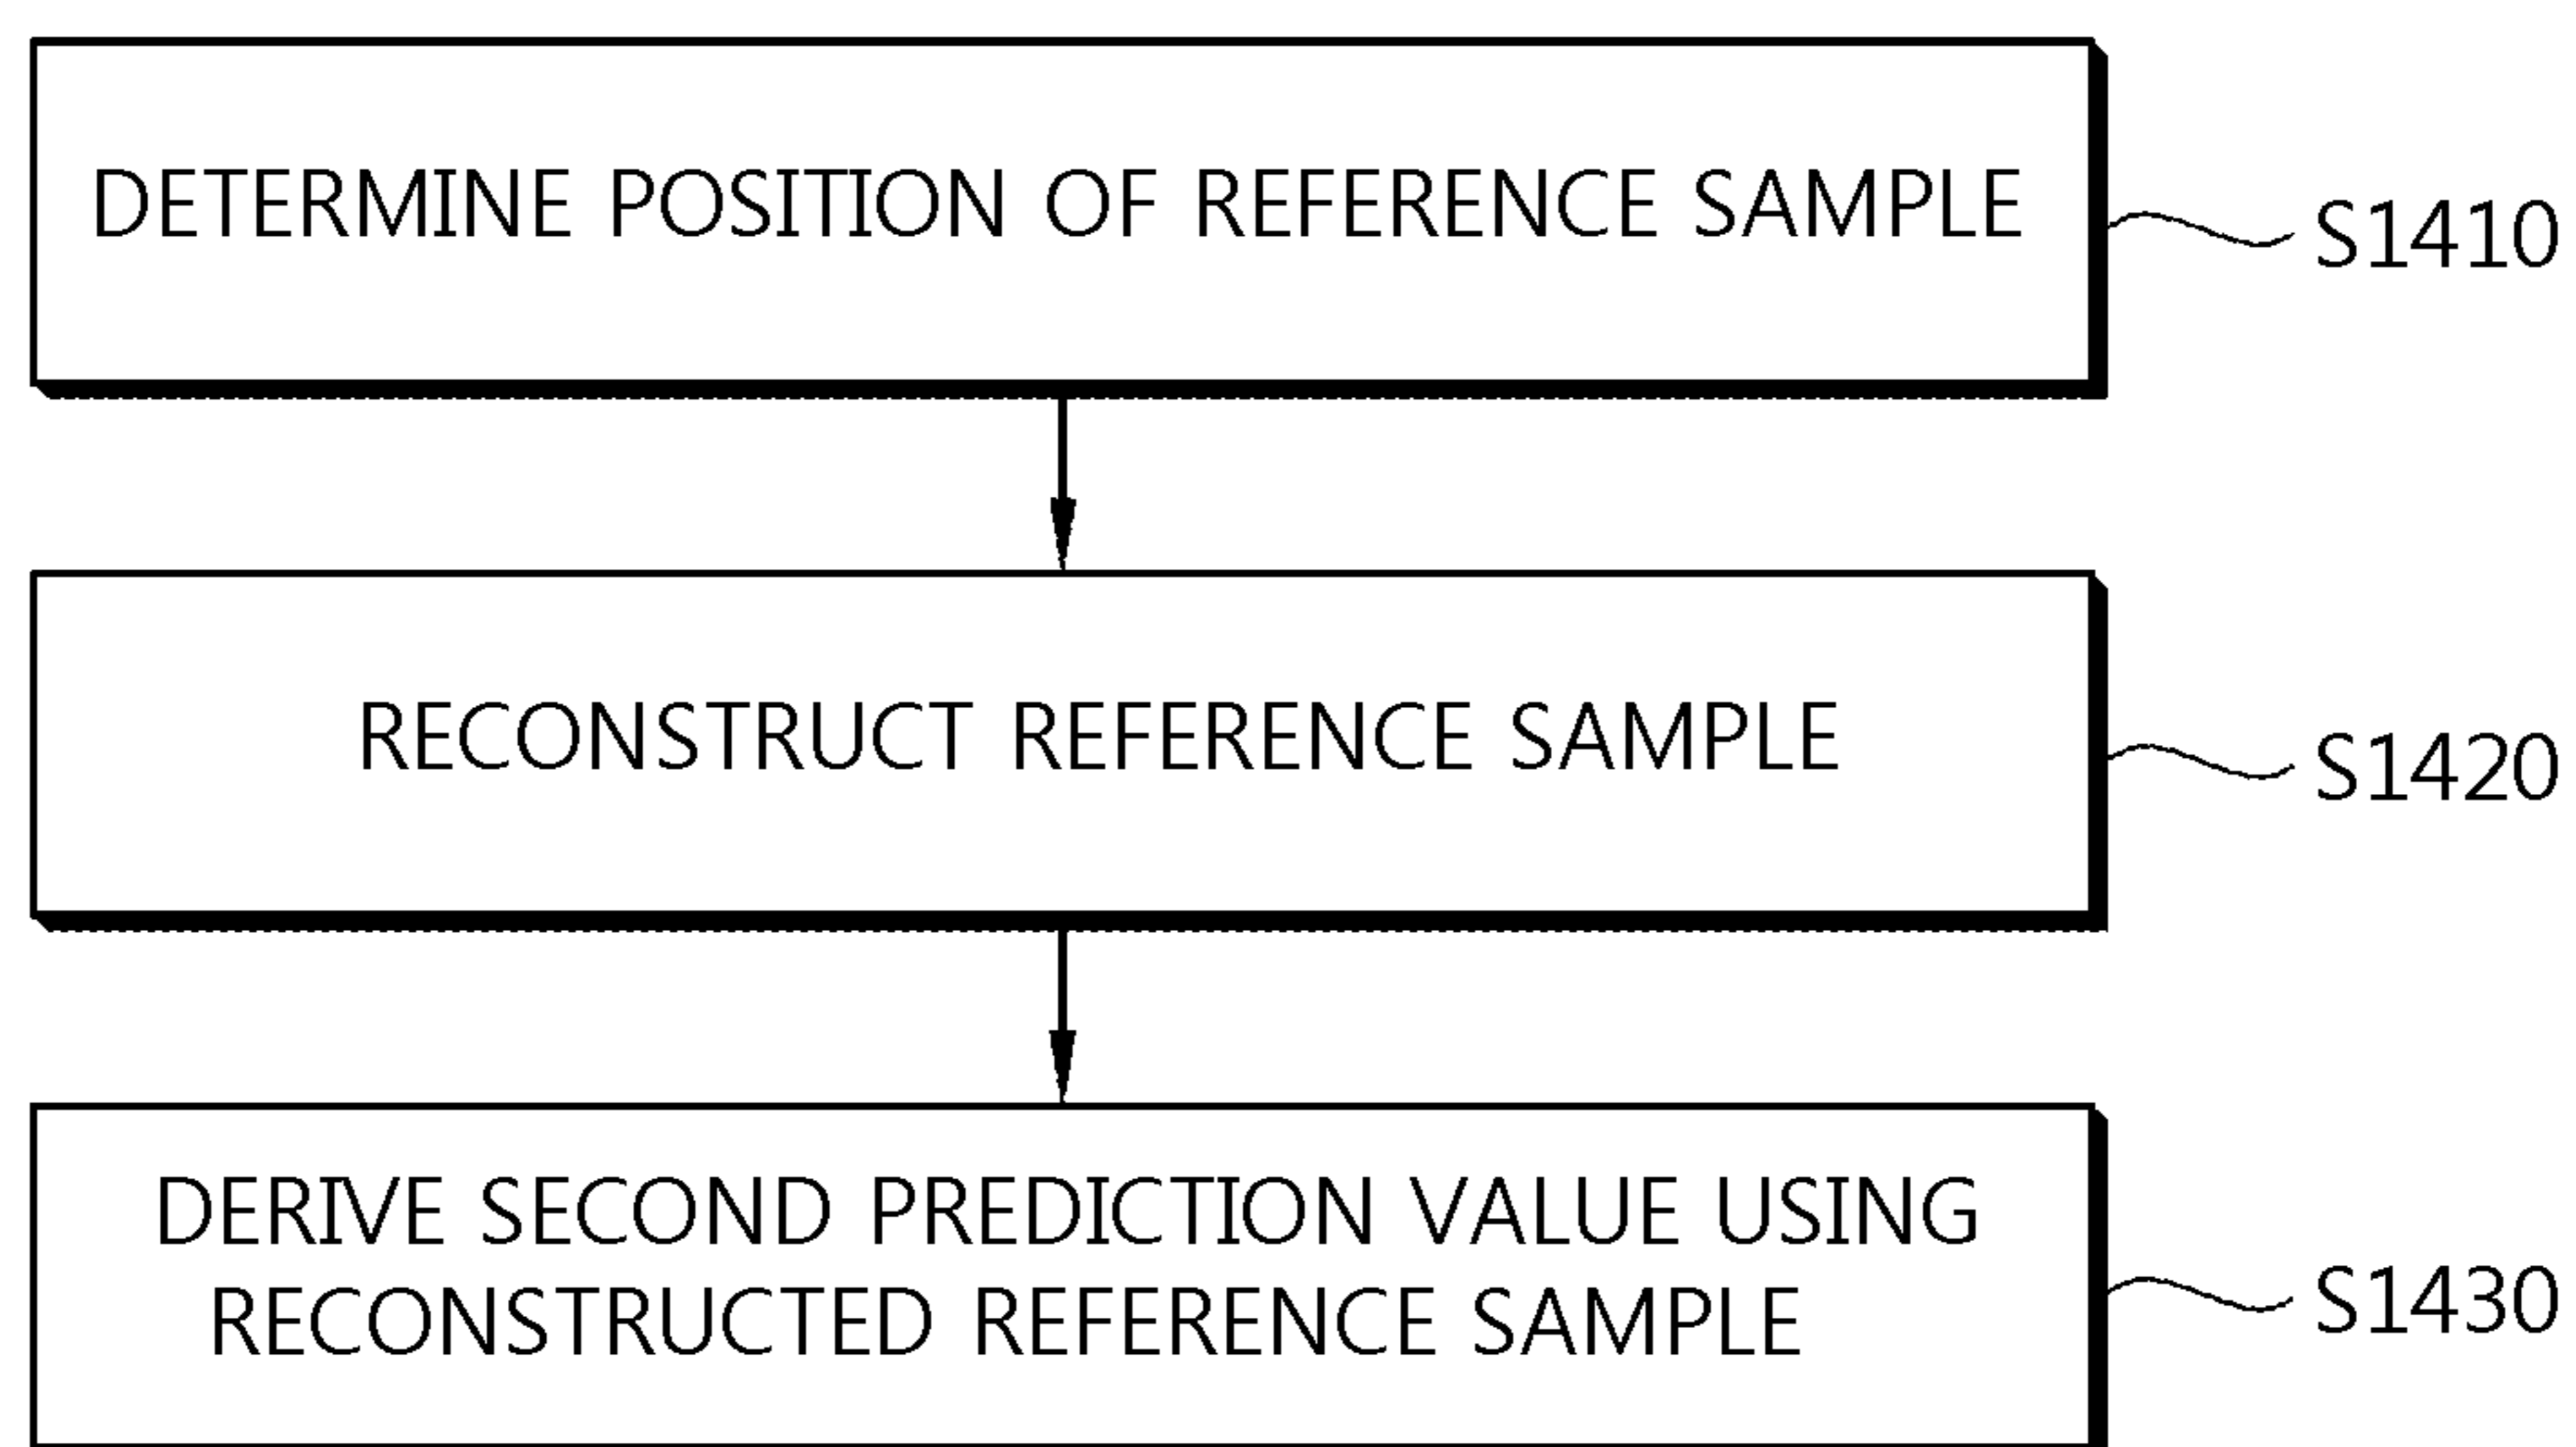 DETERMINE POSITION OF REFERENCE SAMPLE
S1410
RECONSTRUCT REFERENCE SAMPLE
S1420
DERIVE SECOND PREDICTION VALUE USING
RECONSTRUCTED REFERENCE SAMPLE
S1430